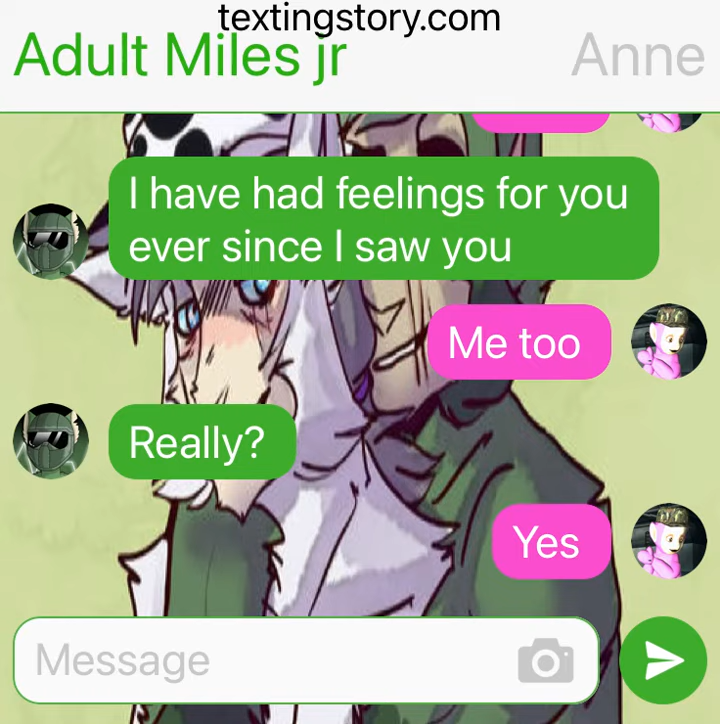 textingstory.com
Adult Miles jr
Anne
I have had feelings for you
ever since I saw you
Me too
Really?
Yes
Message